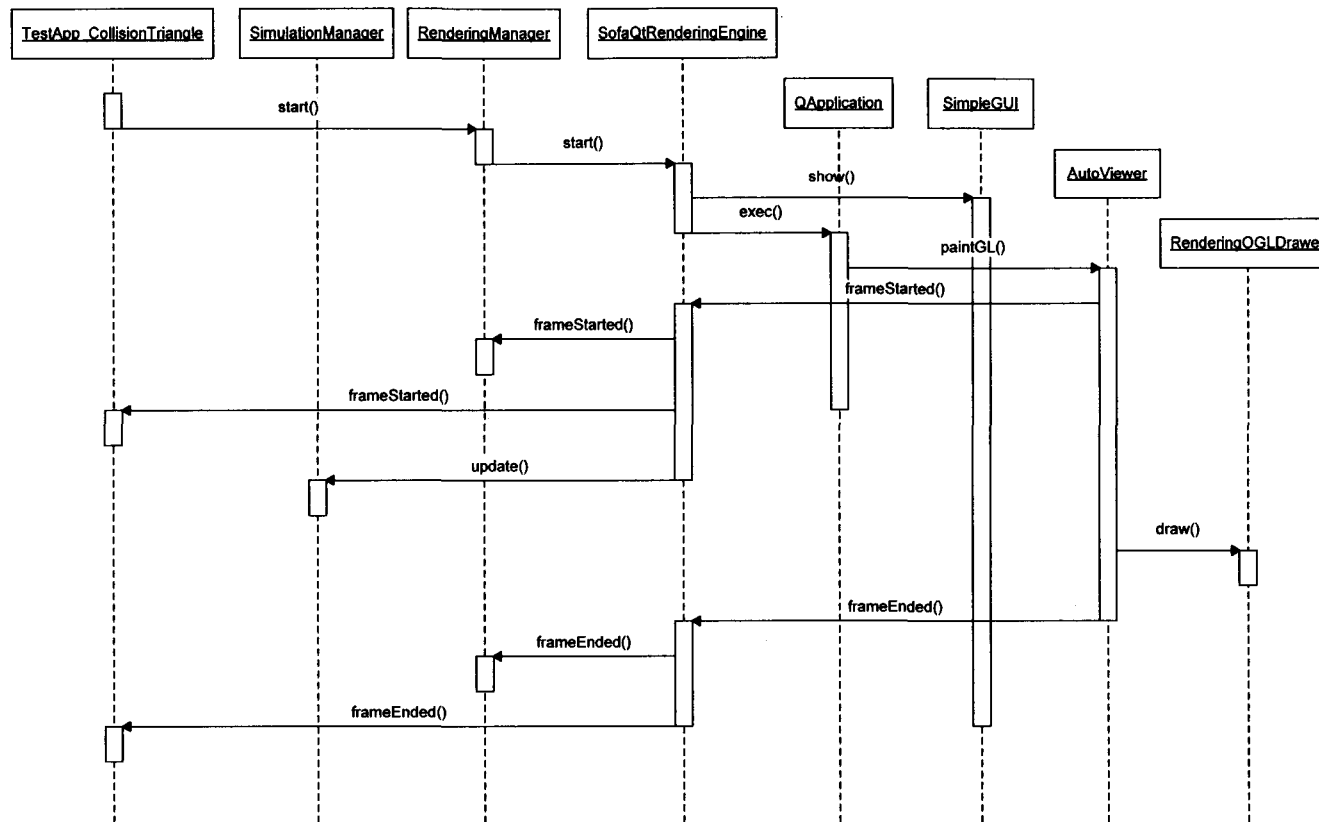 TestApp_CollisionTriangle
SimulationManager
RenderingManager
SofaQtRenderingEngine
QApplication
SimpleGUI
AutoViewer
RenderingOGLDrawe
start()
start()
show()
exec()
paintGL()
frameStarted()
frameStarted()
frameStarted()
update()
draw()
frameEnded()
frameEnded()
frameEnded()